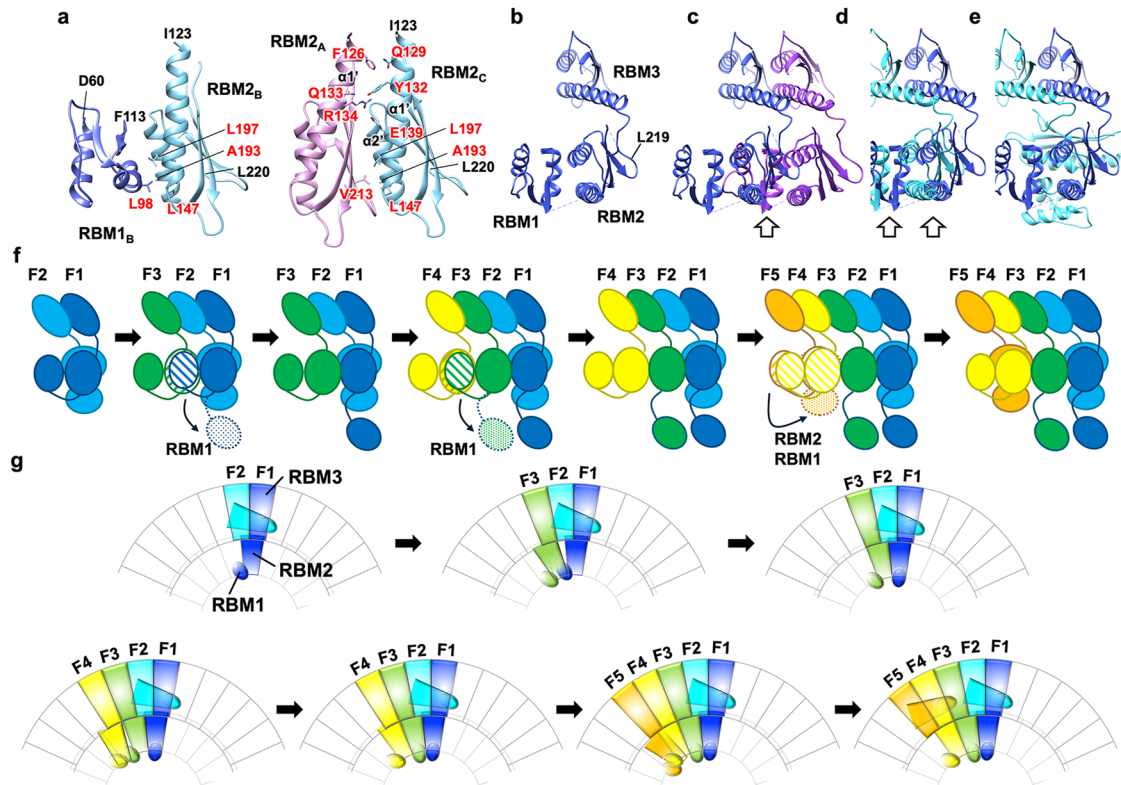 a
I123
RBM2B
D60
F113
L197
A193
L220
L98
L147
RBM1B
RBM2A
F126
I123
Q129
RBM2C
α1'
Q133
Y132
R134
α1'
E139
L197
α2'
A193
L220
V213
L147
b
RBM3
L219
RBM1
RBM2
c
d
e
f
F2 F1
F3 F2 F1
RBM1
F3 F2 F1
F4 F3 F2 F1
RBM1
F4 F3 F2 F1
F5 F4 F3 F2 F1
RBM2
RBM1
F5 F4 F3 F2 F1
g
F2 F1
RBM3
RBM2
RBM1
F3 F2 F1
F3 F2 F1
F4 F3 F2 F1
F4 F3 F2 F1
F5 F4 F3 F2 F1
F5 F4 F3 F2 F1